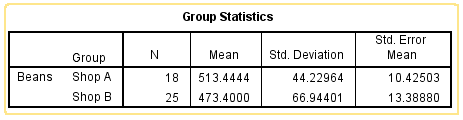 Group Statistics
Group N Mean Std. Deviation Std. Error Mean
Beans Shop A 18 513.4444 44.22964 10.42503
Shop B 25 473.4000 66.94401 13.38880